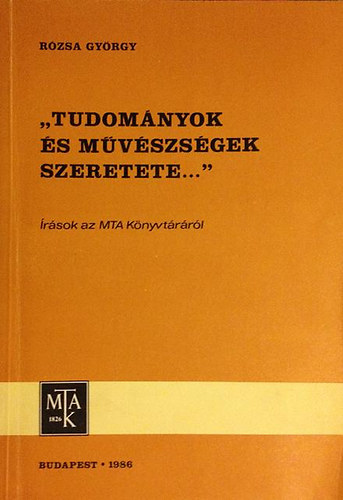 RÓZSA GYÖRGY
„TUDOMÁNYOK
ÉS MŰVÉSZSÉGEK
SZERETETE...”
Írások az MTA Könyvtáráról
MTA
1826 K
BUDAPEST • 1986